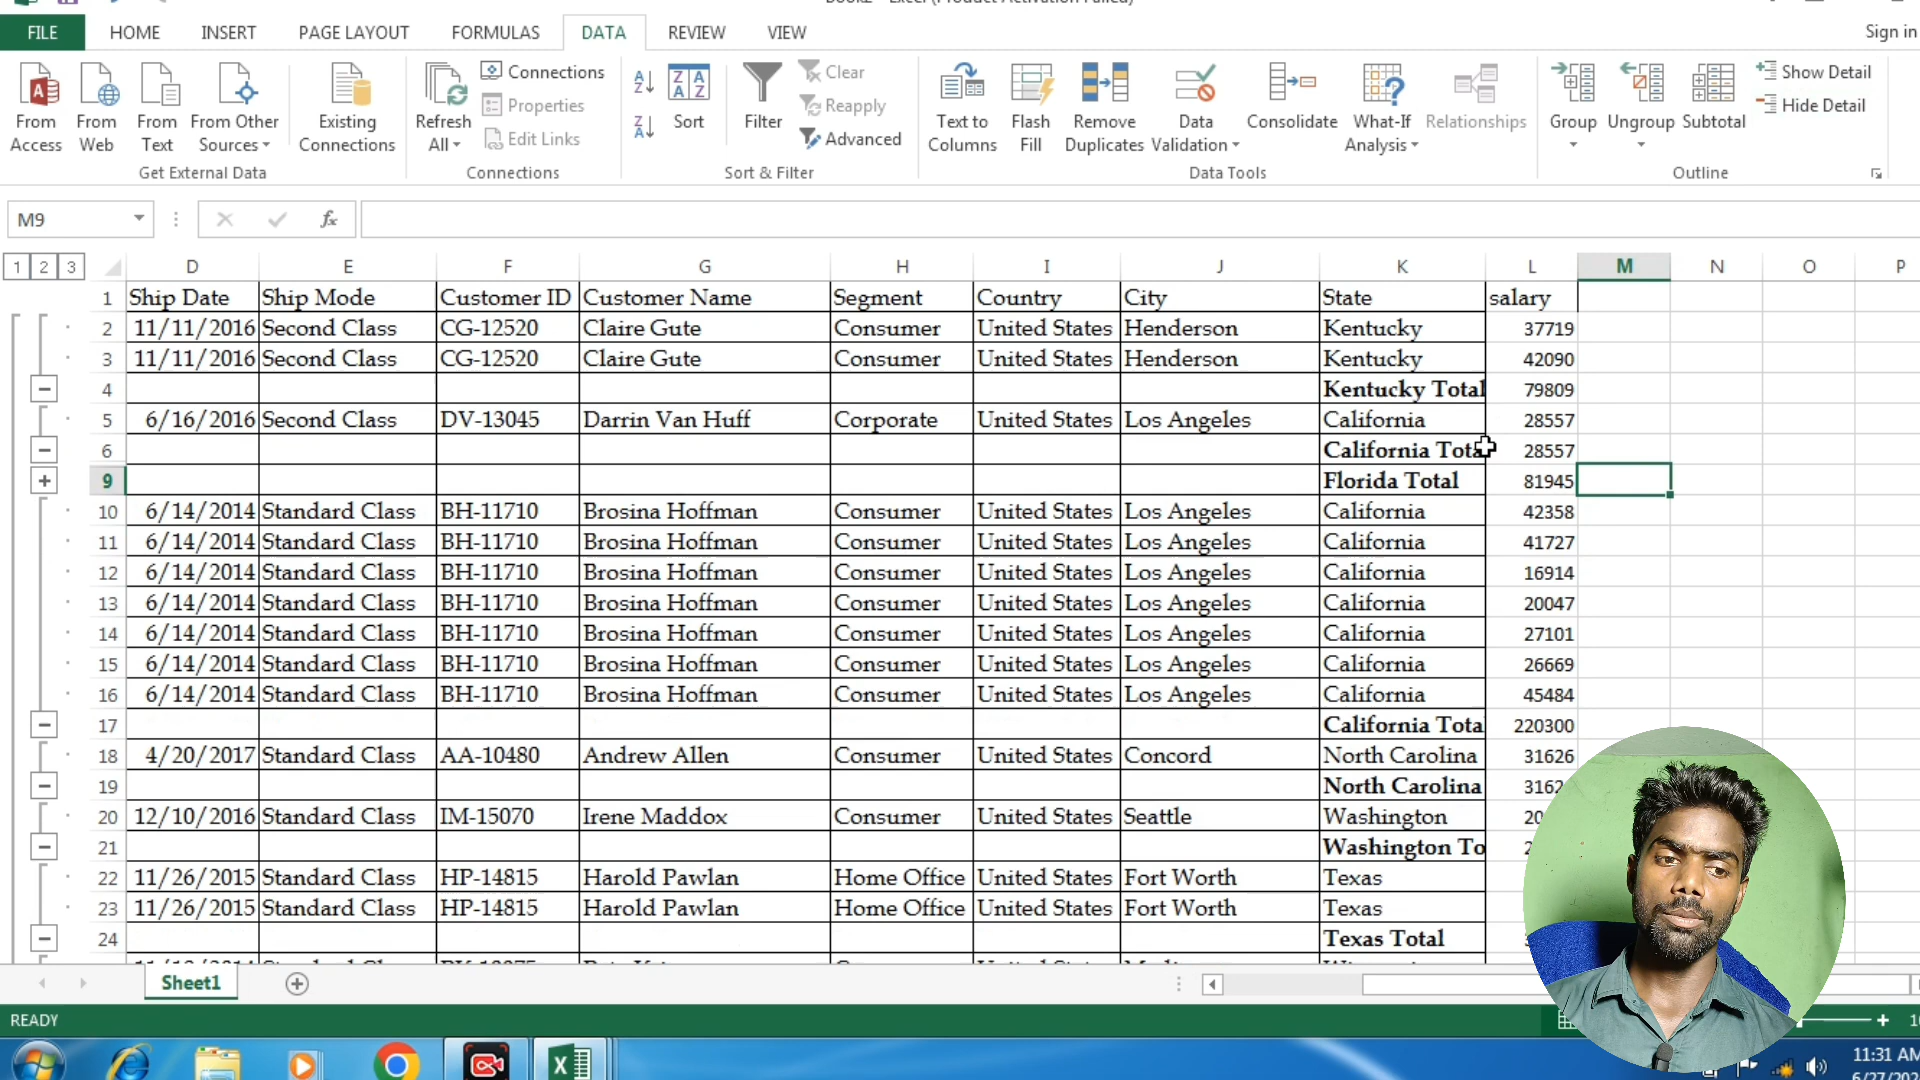 FILE HOME INSERT PAGE LAYOUT FORMULAS DATA REVIEW VIEW Sign in
From Access
From Web
From Text
From Other Sources
Existing Connections
Get External Data
Refresh All
Connections
Properties
Edit Links
Connections
A Z
Z A
Z A A Z
Sort
Filter
Clear
Reapply
Advanced
Sort & Filter
Text to Columns
Flash Fill
Remove Duplicates
Data Validation
Consolidate
What-If Analysis
Relationships
Data Tools
Group
Ungroup
Subtotal
Show Detail
Hide Detail
Outline
M9 fx
1 2 3 D E F G H I J K L M N O P
1 Ship Date Ship Mode Customer ID Customer Name Segment Country City State salary
2 11/11/2016 Second Class CG-12520 Claire Gute Consumer United States Henderson Kentucky 37719
3 11/11/2016 Second Class CG-12520 Claire Gute Consumer United States Henderson Kentucky 42090
4 Kentucky Total 79809
5 6/16/2016 Second Class DV-13045 Darrin Van Huff Corporate United States Los Angeles California 28557
6 California Total 28557
9 Florida Total 81945
10 6/14/2014 Standard Class BH-11710 Brosina Hoffman Consumer United States Los Angeles California 42358
11 6/14/2014 Standard Class BH-11710 Brosina Hoffman Consumer United States Los Angeles California 41727
12 6/14/2014 Standard Class BH-11710 Brosina Hoffman Consumer United States Los Angeles California 16914
13 6/14/2014 Standard Class BH-11710 Brosina Hoffman Consumer United States Los Angeles California 20047
14 6/14/2014 Standard Class BH-11710 Brosina Hoffman Consumer United States Los Angeles California 27101
15 6/14/2014 Standard Class BH-11710 Brosina Hoffman Consumer United States Los Angeles California 26669
16 6/14/2014 Standard Class BH-11710 Brosina Hoffman Consumer United States Los Angeles California 45484
17 California Total 220300
18 4/20/2017 Standard Class AA-10480 Andrew Allen Consumer United States Concord North Carolina 31626
19 North Carolina 3162
20 12/10/2016 Standard Class IM-15070 Irene Maddox Consumer United States Seattle Washington 20
21 Washington To
22 11/26/2015 Standard Class HP-14815 Harold Pawlan Home Office United States Fort Worth Texas
23 11/26/2015 Standard Class HP-14815 Harold Pawlan Home Office United States Fort Worth Texas
24 Texas Total
Sheet1
READY
11:31 AM